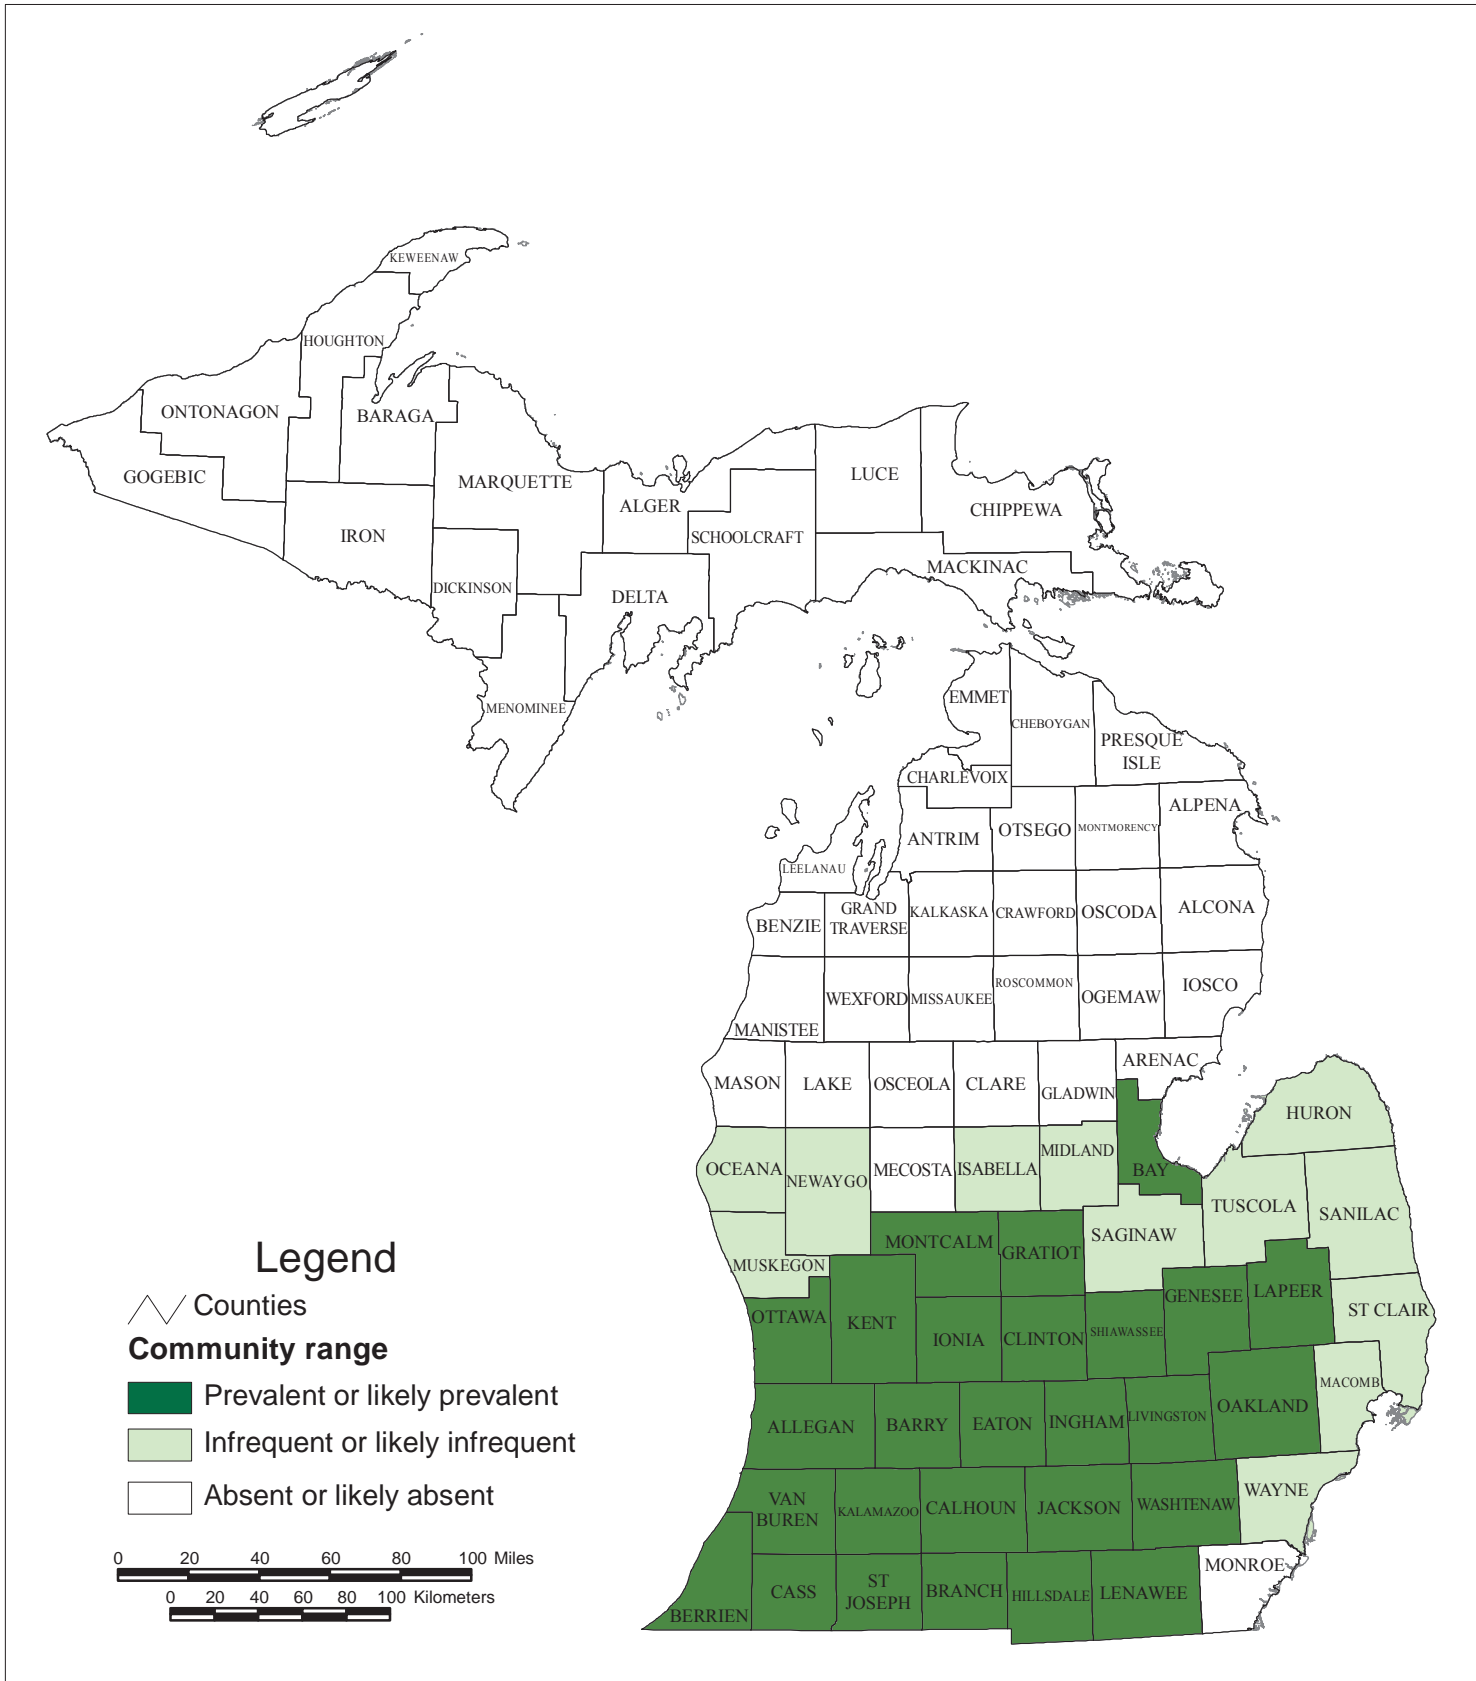 KEWEENAW
HOUGHTON
ONTONAGON
BARAGA
GOGEBIC
MARQUETTE
LUCE
ALGER
CHIPPEWA
IRON
SCHOOLCRAFT
MACKINAC
DICKINSON
DELTA
EMMET
MENOMINEE
CHEBOYGAN
PRESQUE
ISLE
CHARLEVOIX
ALPENA
ANTRIM
OTSEGO
MONTMORENCY
LEELANAU
BENZIE
GRAND
TRAVERSE
KALKASKA
CRAWFORD
OSCODA
ALCONA
MANISTEE
WEXFORD
MISSAUKEE
ROSCOMMON
OGEMAW
IOSCO
ARENAC
MASON
LAKE
OSCEOLA
CLARE
GLADWIN
HURON
OCEANA
NEWAYGO
MECOSTA
ISABELLA
MIDLAND
BAY
TUSCOLA
SANILAC
MUSKEGON
MONTCALM
GRATIOT
SAGINAW
GENESEE
LAPEER
ST CLAIR
OTTAWA
KENT
IONIA
CLINTON
SHIAWASSEE
MACOMB
ALLEGAN
BARRY
EATON
INGHAM
LIVINGSTON
OAKLAND
VAN
BUREN
KALAMAZOO
CALHOUN
JACKSON
WASHTENAW
WAYNE
MONROE
BERRIEN
CASS
ST
JOSEPH
BRANCH
HILLSDALE
LENAWEE
Legend
Counties
Community range
Prevalent or likely prevalent
Infrequent or likely infrequent
Absent or likely absent
0 20 40 60 80 100 Miles
0 20 40 60 80 100 Kilometers